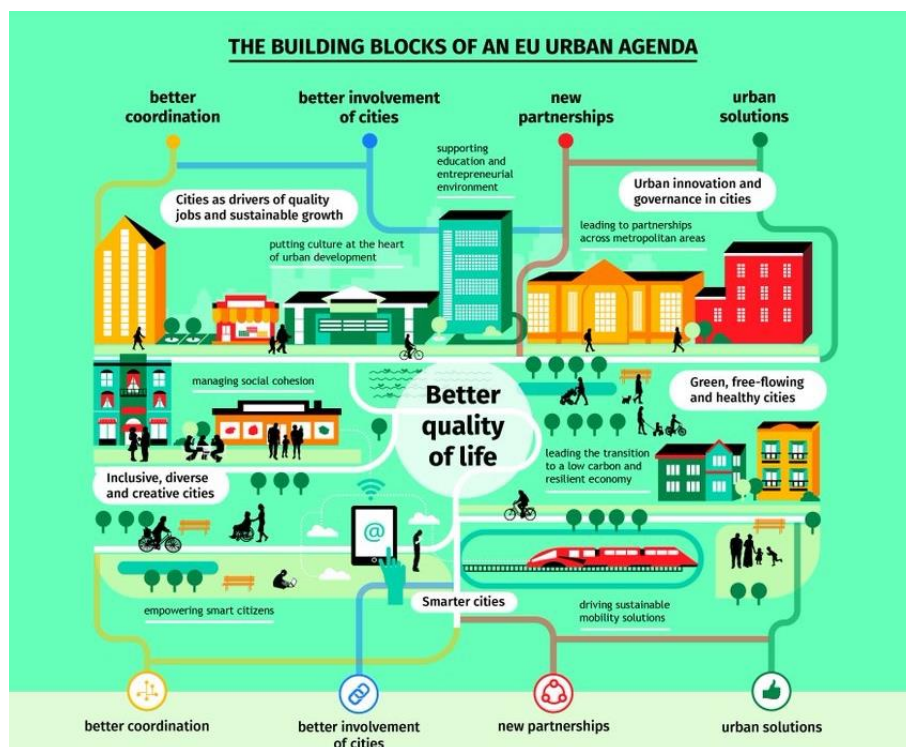 THE BUILDING BLOCKS OF AN EU URBAN AGENDA
better
coordination
better involvement
of cities
new
partnerships
urban
solutions
supporting
education and
entrepreneurial
environment
Cities as drivers of quality
jobs and sustainable growth
Urban innovation and
governance in cities
putting culture at the heart
of urban development
leading to partnerships
across metropolitan areas
managing social cohesion
Better
quality
of life
Green, free-flowing
and healthy cities
Inclusive, diverse
and creative cities
leading the transition
to a low carbon and
resilient economy
@
empowering smart citizens
Smarter cities
driving sustainable
mobility solutions
better coordination
better involvement
of cities
new partnerships
urban solutions